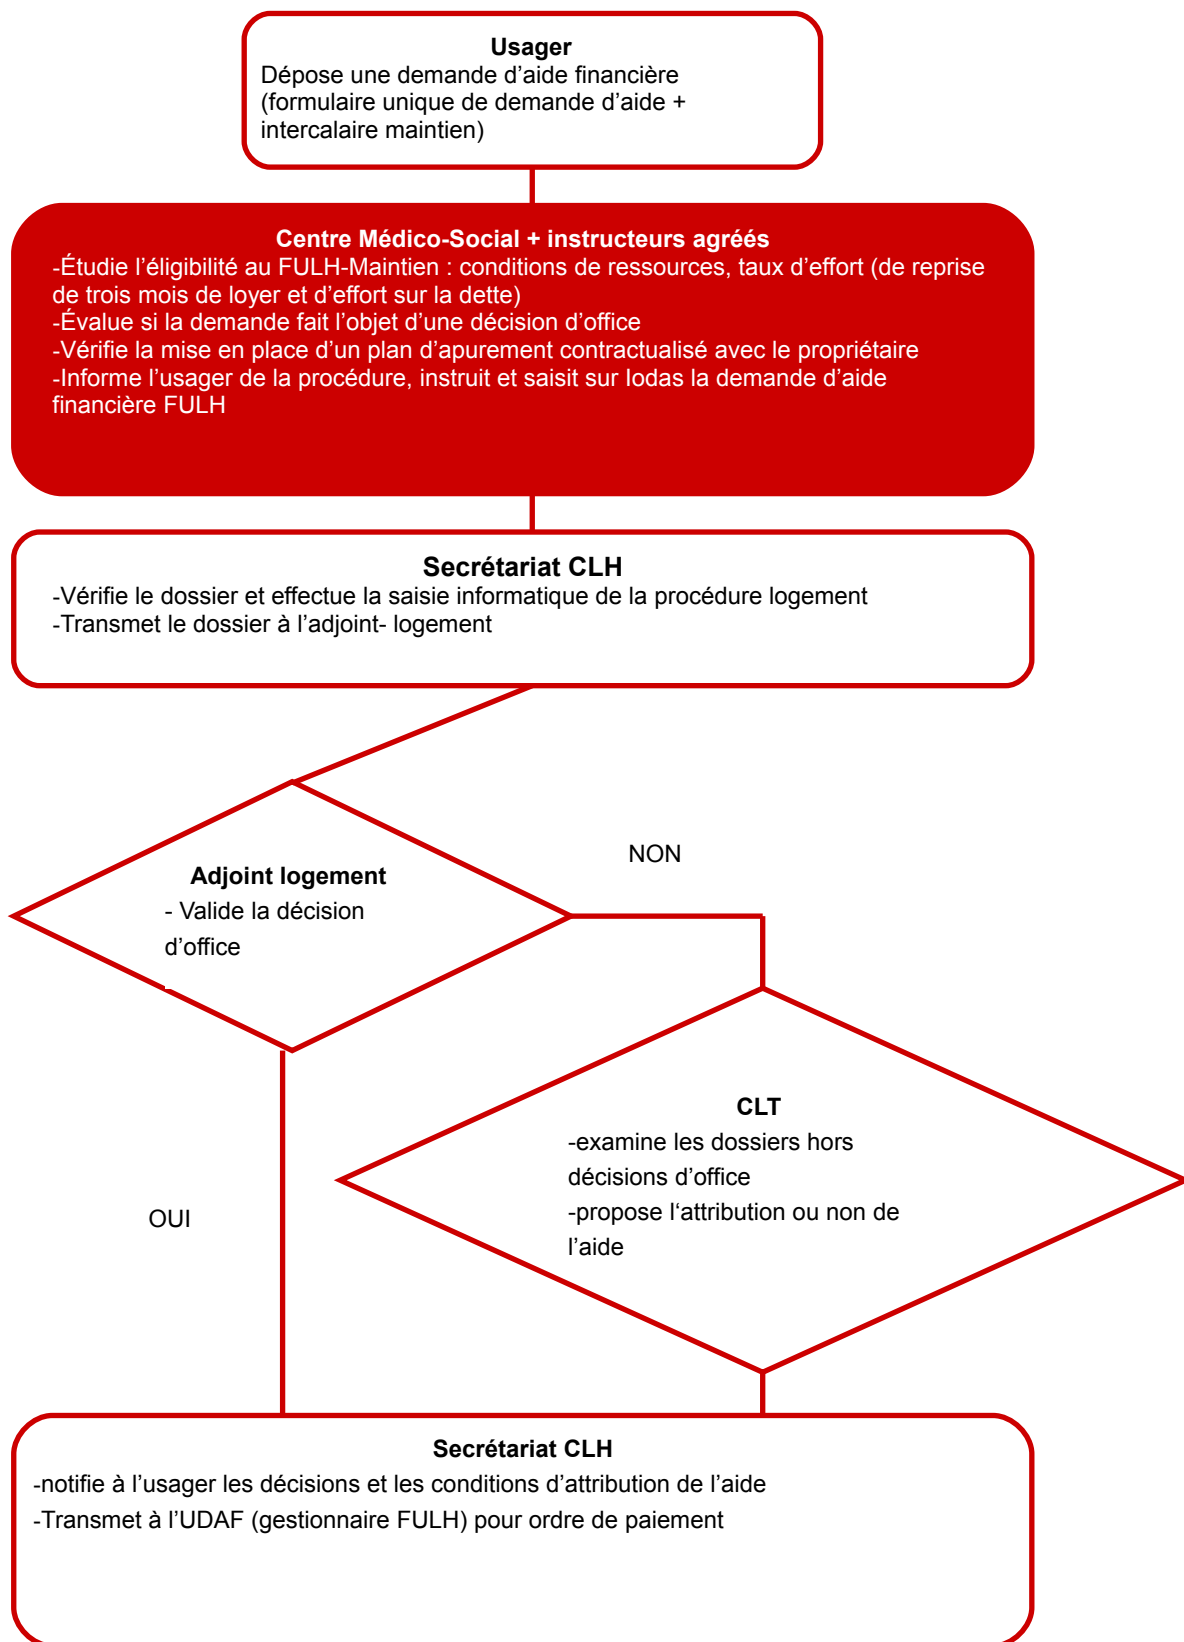 Usager
Dépose une demande d’aide financière
(formulaire unique de demande d’aide +
intercalaire maintien)
Centre Médico-Social + instructeurs agréés
-Étudie l’éligibilité au FULH-Maintien : conditions de ressources, taux d’effort (de reprise
de trois mois de loyer et d’effort sur la dette)
-Évalue si la demande fait l’objet d’une décision d’office
-Vérifie la mise en place d’un plan d’apurement contractualisé avec le propriétaire
-Informe l’usager de la procédure, instruit et saisit sur Iodas la demande d’aide
financière FULH
Secrétariat CLH
-Vérifie le dossier et effectue la saisie informatique de la procédure logement
-Transmet le dossier à l’adjoint- logement
Adjoint logement
- Valide la décision
d’office
-
NON
CLT
-examine les dossiers hors
décisions d’office
-propose l‘attribution ou non de
l’aide
OUI
Secrétariat CLH
-notifie à l’usager les décisions et les conditions d’attribution de l’aide
-Transmet à l’UDAF (gestionnaire FULH) pour ordre de paiement